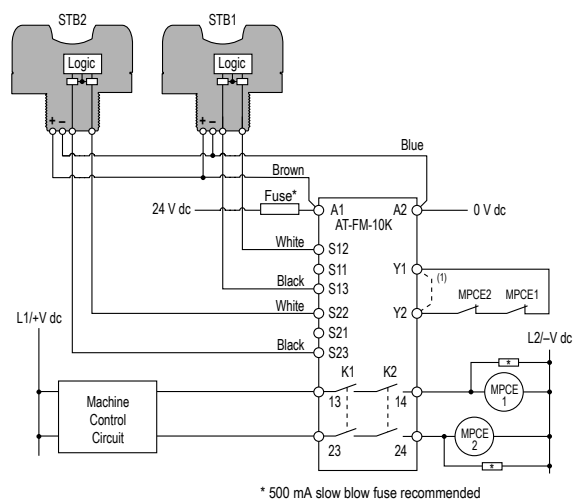 STB2
STB1
Logic
Logic
+ –
+ –
Blue
Brown
Fuse*
24 V dc
A1
A2
0 V dc
AT-FM-10K
White
S12
S11
Y1
(1)
Black
S13
MPCE2
MPCE1
White
S22
Y2
L1/+V dc
S21
L2/–V dc
Black
S23
*
K1
K2
Machine
Control
Circuit
13
14
MPCE
1
23
24
MPCE
2
*
* 500 mA slow blow fuse recommended